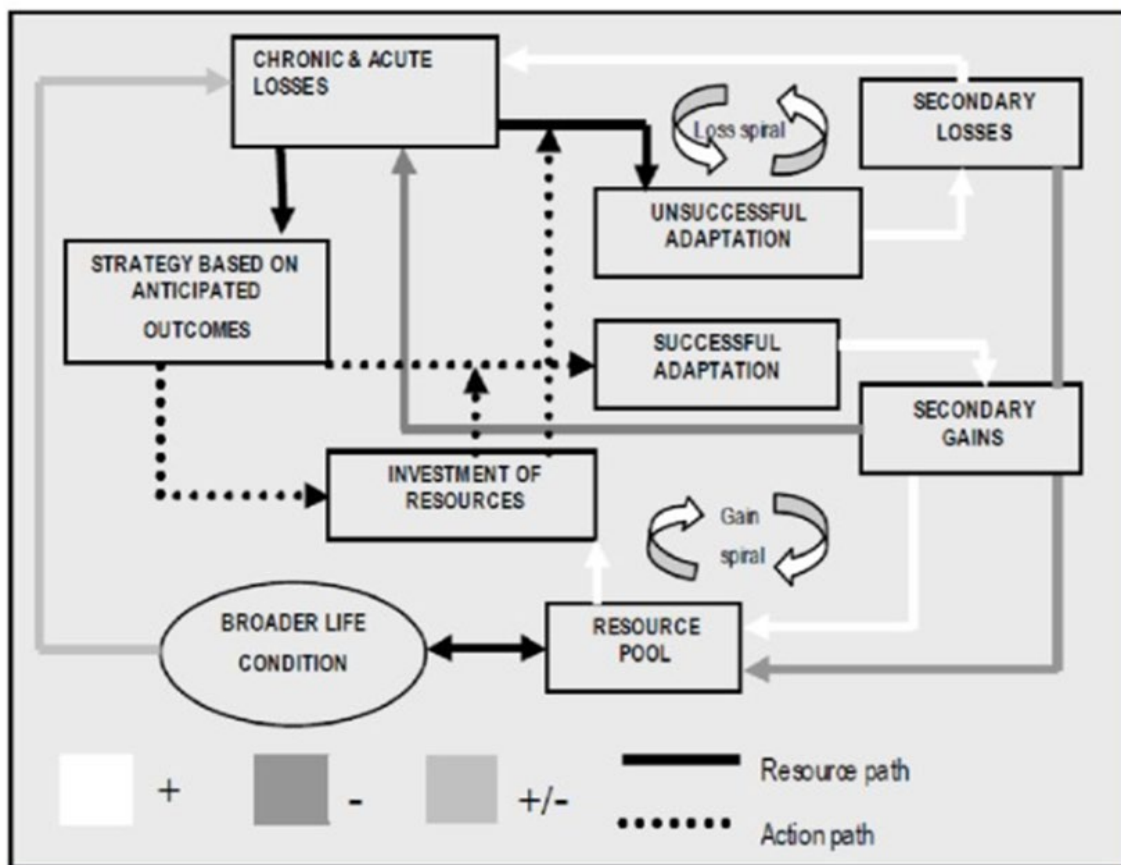 CHRONIC & ACUTE
LOSSES
SECONDARY
LOSSES
Loss spiral
UNSUCCESSFUL
ADAPTATION
STRATEGY BASED ON
ANTICIPATED
OUTCOMES
SUCCESSFUL
ADAPTATION
SECONDARY
GAINS
INVESTMENT OF
RESOURCES
Gain
spiral
BROADER LIFE
CONDITION
RESOURCE
POOL
+
-
+/-
Resource path
Action path